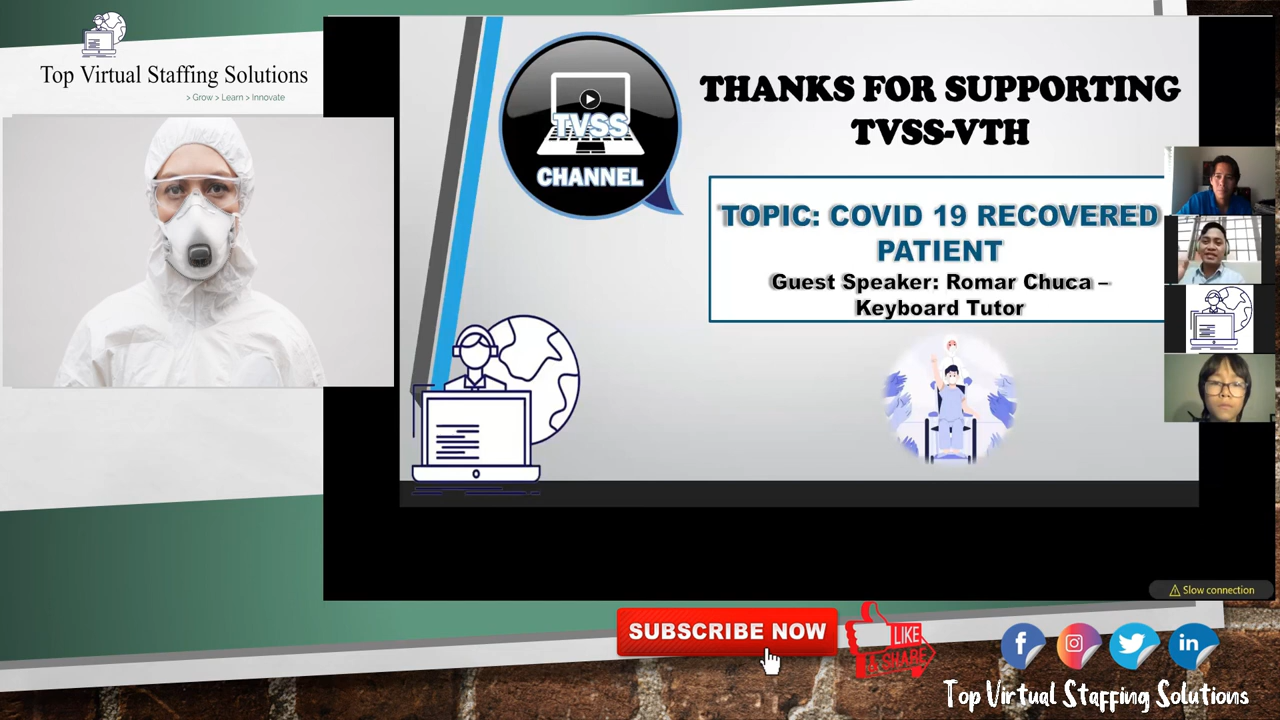 Top Virtual Staffing Solutions
> Grow > Learn > Innovate
TVSS
CHANNEL
THANKS FOR SUPPORTING
TVSS-VTH
TOPIC: COVID 19 RECOVERED
PATIENT
Guest Speaker: Romar Chuca –
Keyboard Tutor
Slow connection
SUBSCRIBE NOW
LIKE
SHARE
f
in
Top Virtual Staffing Solutions